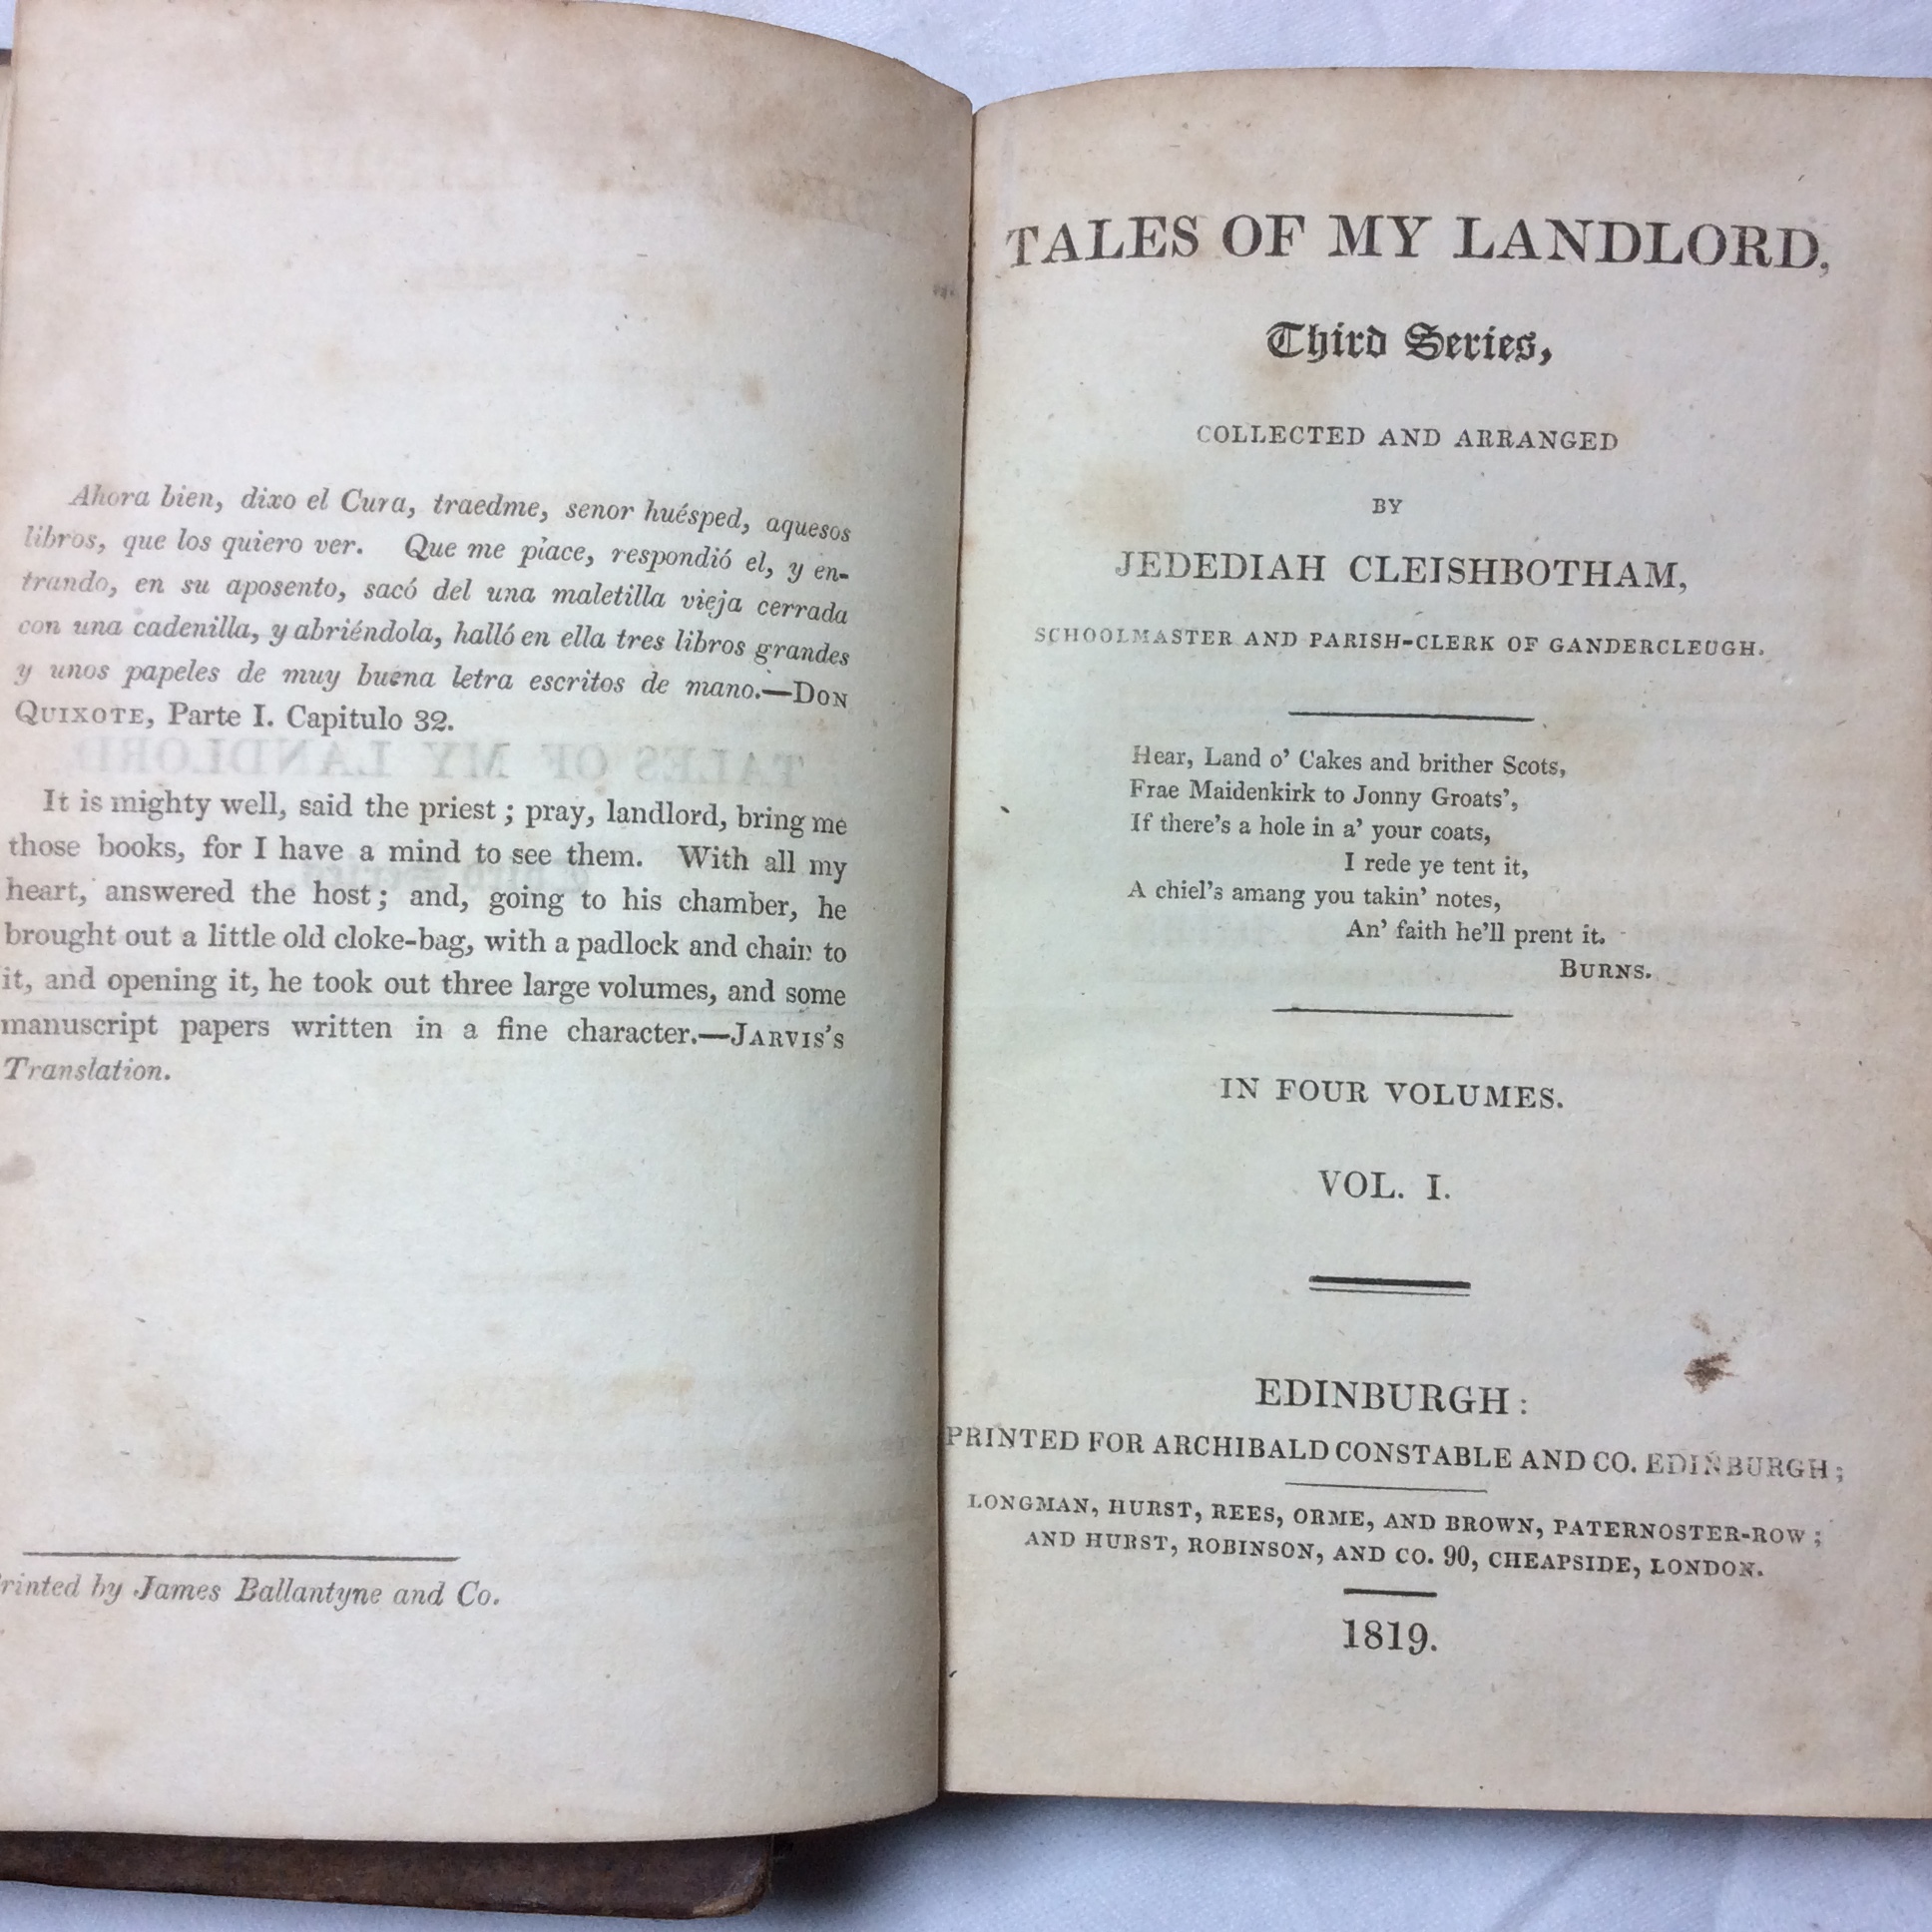 Ahora bien, dixo el Cura, traedme, senor huésped, aquesos
libros, que los quiero ver. Que me place, respondió el, y en-
trando, en su aposento, sacó del una maletilla vieja cerrada
con una cadenilla, y abriéndola, halló en ella tres libros grandes
y unos papeles de muy buena letra escritos de mano.—DON
QUIXOTE, Parte I. Capitulo 32.
It is mighty well, said the priest; pray, landlord, bring me
those books, for I have a mind to see them. With all my
heart, answered the host; and, going to his chamber, he
brought out a little old cloke-bag, with a padlock and chain to
it, and opening it, he took out three large volumes, and some
manuscript papers written in a fine character.—JARVIS'S
Translation.
Printed by James Ballantyne and Co.
TALES OF MY LANDLORD,
Third Series,
COLLECTED AND ARRANGED
BY
JEDEDIAH CLEISHBOTHAM,
SCHOOLMASTER AND PARISH-CLERK OF GANDERCLEUGH.
Hear, Land o' Cakes and brither Scots,
Frae Maidenkirk to Jonny Groats',
If there's a hole in a' your coats,
I rede ye tent it,
A chiel's amang you takin' notes,
An' faith he'll prent it.
BURNS.
IN FOUR VOLUMES.
VOL. I.
EDINBURGH:
PRINTED FOR ARCHIBALD CONSTABLE AND CO. EDINBURGH;
LONGMAN, HURST, REES, ORME, AND BROWN, PATERNOSTER-ROW;
AND HURST, ROBINSON, AND CO. 90, CHEAPSIDE, LONDON.
1819.